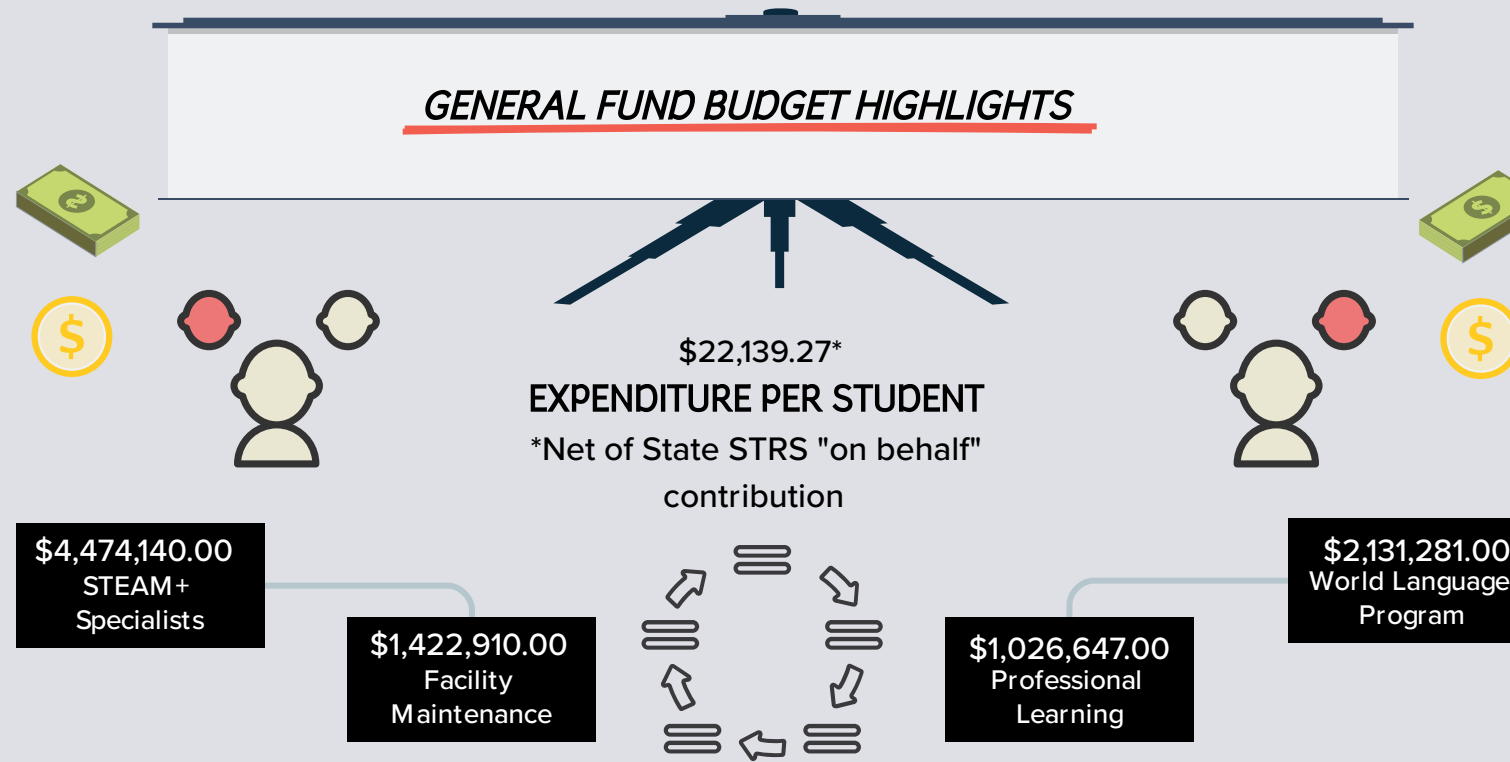 GENERAL FUND BUDGET HIGHLIGHTS
$22,139.27*
EXPENDITURE PER STUDENT
*Net of State STRS "on behalf"
contribution
$4,474,140.00
STEAM+
Specialists
$1,422,910.00
Facility
Maintenance
$1,026,647.00
Professional
Learning
$2,131,281.00
World Language
Program